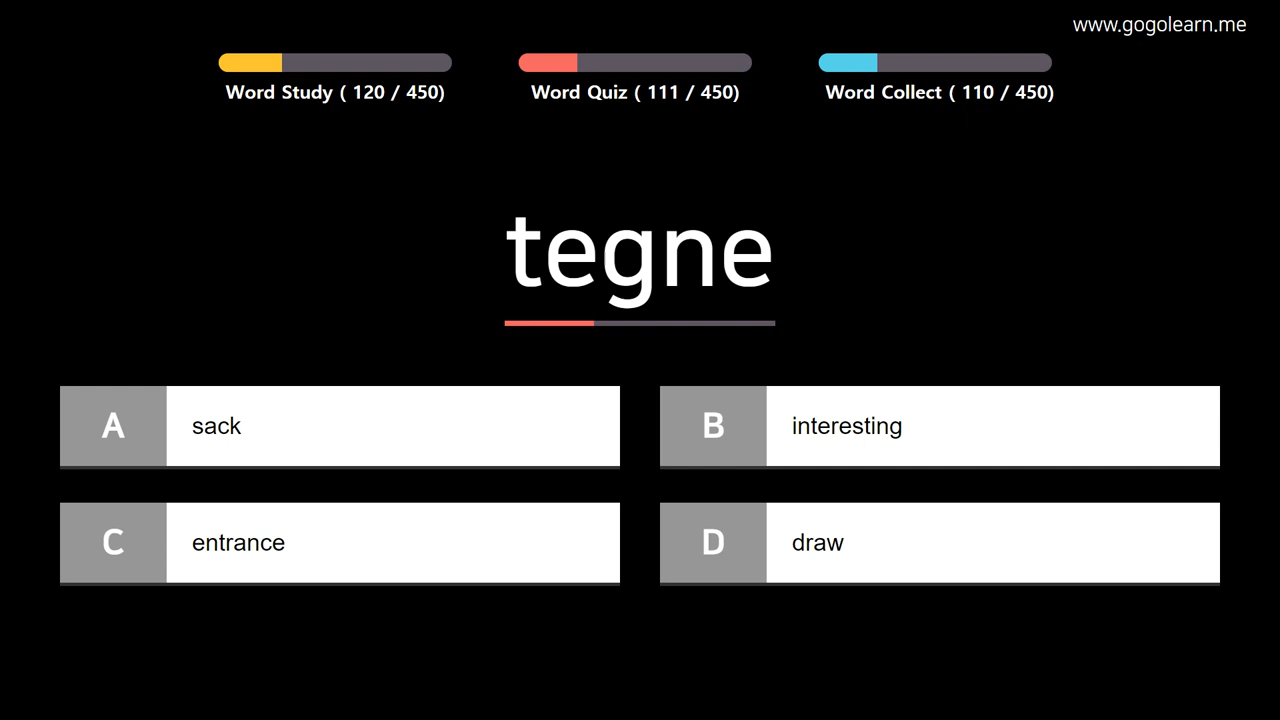 www.gogolearn.me
Word Study ( 120 / 450)
Word Quiz ( 111 / 450)
Word Collect ( 110 / 450)
tegne
A
sack
B
interesting
C
entrance
D
draw